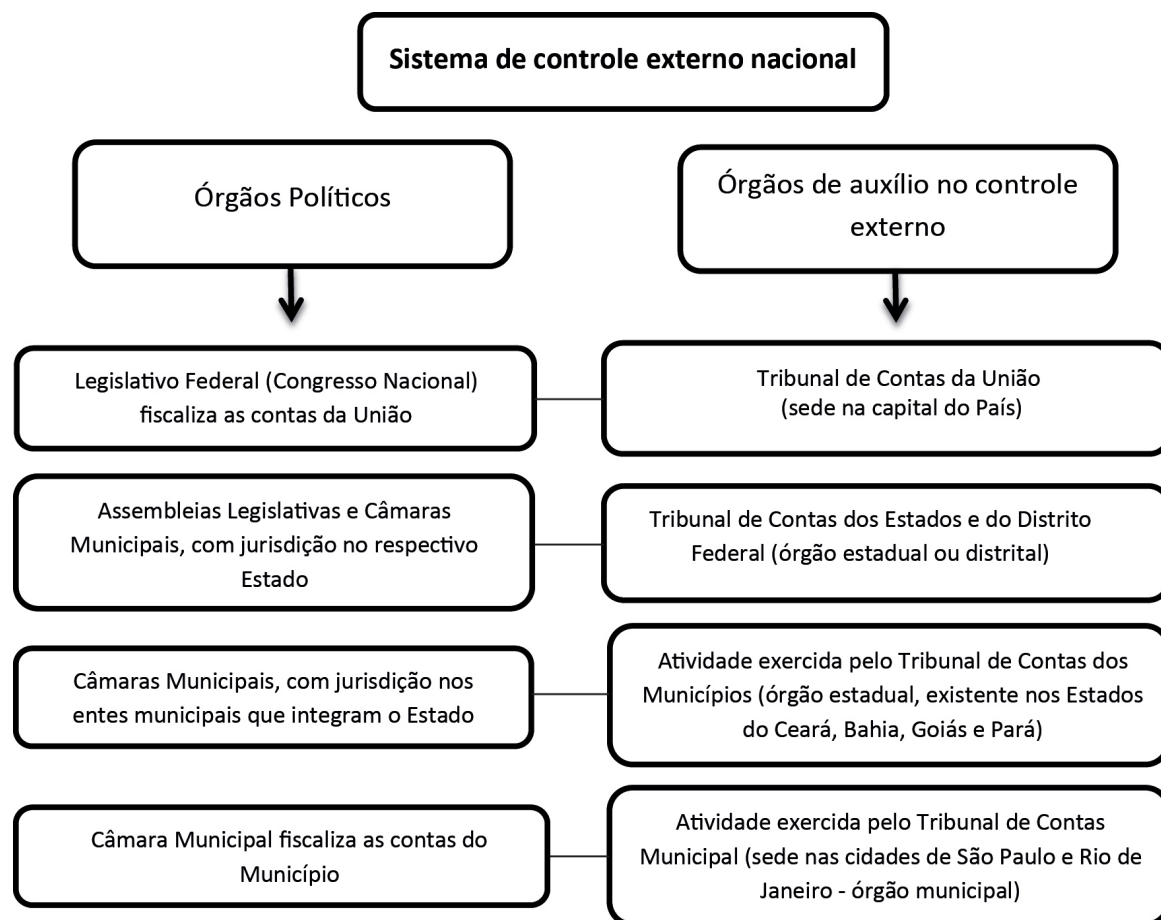 Sistema de controle externo nacional
Órgãos Políticos
Órgãos de auxílio no controle
externo
Legislativo Federal (Congresso Nacional)
fiscaliza as contas da União
Tribunal de Contas da União
(sede na capital do País)
Assembleias Legislativas e Câmaras
Municipais, com jurisdição no respectivo
Estado
Tribunal de Contas dos Estados e do Distrito
Federal (órgão estadual ou distrital)
Câmaras Municipais, com jurisdição nos
entes municipais que integram o Estado
Atividade exercida pelo Tribunal de Contas dos
Municípios (órgão estadual, existente nos Estados
do Ceará, Bahia, Goiás e Pará)
Câmara Municipal fiscaliza as contas do
Município
Atividade exercida pelo Tribunal de Contas
Municipal (sede nas cidades de São Paulo e Rio de
Janeiro - órgão municipal)